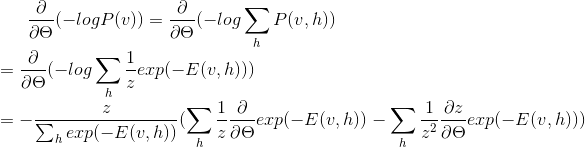 \frac{\partial}{\partial\Theta}(-logP(v)) = \frac{\partial}{\partial\Theta}(-log\sum_{h}P(v,h))
= \frac{\partial}{\partial\Theta}(-log\sum_{h}\frac{1}{z}exp(-E(v,h)))
= -\frac{z}{\sum_{h}exp(-E(v,h))}(\sum_{h}\frac{1}{z}\frac{\partial}{\partial\Theta}exp(-E(v,h)) - \sum_{h}\frac{1}{z^2}\frac{\partial z}{\partial\Theta}exp(-E(v,h)))